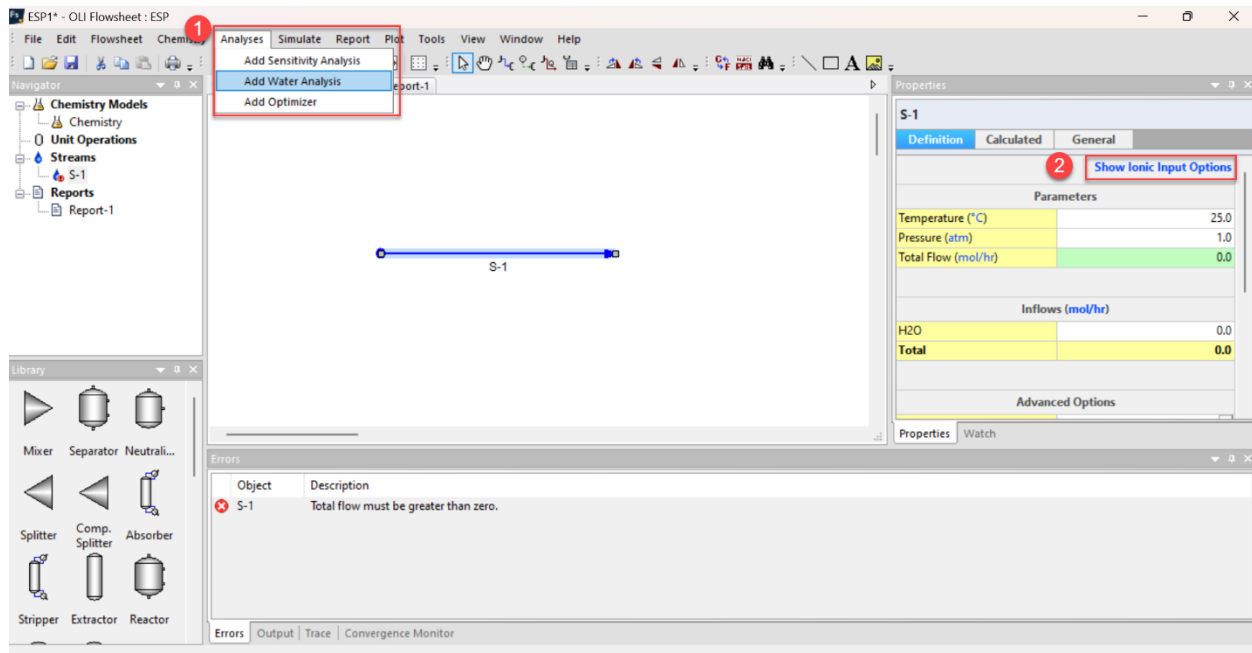 ESP1* - OLI Flowsheet : ESP
1
File Edit Flowsheet Chemistry Analyses Simulate Report Plot Tools View Window Help
Add Sensitivity Analysis
Add Water Analysis
Add Optimizer
Navigator
Chemistry Models
Chemistry
Unit Operations
Streams
S-1
Reports
Report-1
eport-1
S-1
Properties
S-1
Definition Calculated General
2
Show Ionic Input Options
Parameters
Temperature (°C) 25.0
Pressure (atm) 1.0
Total Flow (mol/hr) 0.0
Inflows (mol/hr)
H2O 0.0
Total 0.0
Advanced Options
Properties Watch
Library
Mixer Separator Neutrali...
Splitter Comp. Splitter Absorber
Stripper Extractor Reactor
Errors
Object Description
S-1 Total flow must be greater than zero.
Errors Output Trace Convergence Monitor